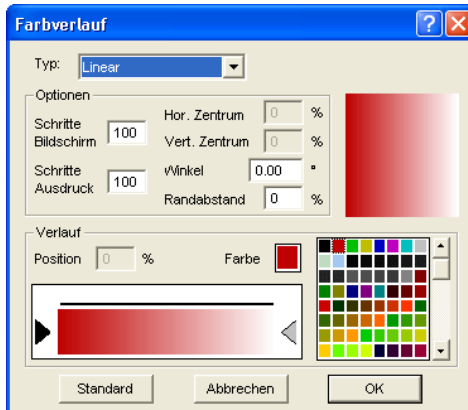 Farbverlauf
Typ: Linear
Optionen
Schritte Bildschirm 100
Schritte Ausdruck 100
Hor. Zentrum 0 %
Vert. Zentrum 0 %
Winkel 0.00 °
Randabstand 0 %
Verlauf
Position 0 % Farbe
Standard Abbrechen OK